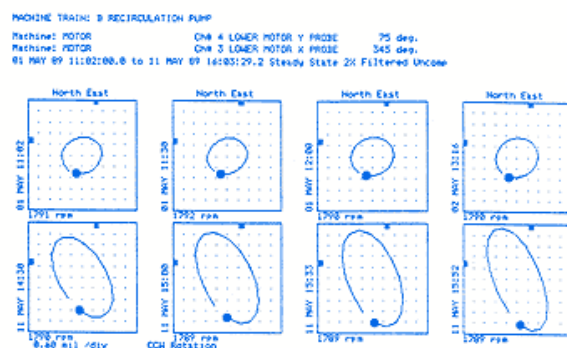 MACHINE TRAIN: B RECIRCULATION PUMP
Machine: MOTOR Ch# 4 LOWER MOTOR Y PROBE 75 deg.
Machine: MOTOR Ch# 3 LOWER MOTOR X PROBE 345 deg.
01 MAY 89 11:02:00.0 to 11 MAY 89 16:03:29.2 Steady State 2X Filtered Uncomp
North East North East North East North East
01 MAY 11:02 01 MAY 11:30 01 MAY 12:00 02 MAY 13:16
1791 rpm 1792 rpm 1790 rpm 1790 rpm
11 MAY 14:30 11 MAY 15:00 11 MAY 15:33 11 MAY 15:52
1790 rpm 1789 rpm 1789 rpm 1789 rpm
0.60 mil /div CCW Rotation